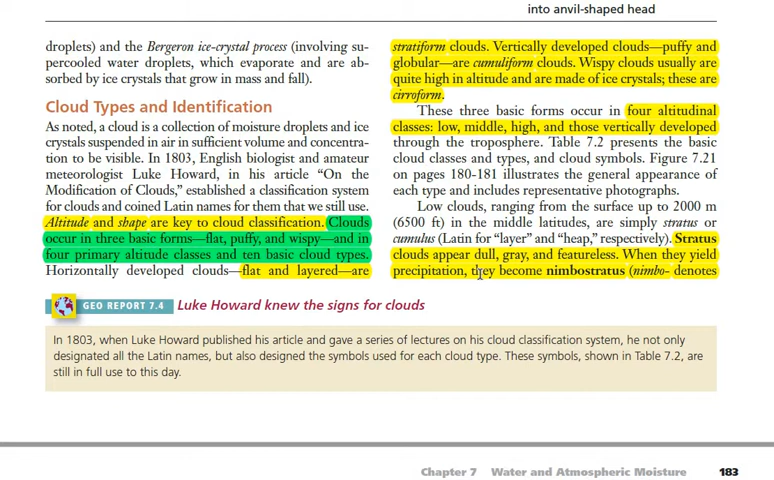 into anvil-shaped head
droplets) and the Bergeron ice-crystal process (involving su-
percooled water droplets, which evaporate and are ab-
sorbed by ice crystals that grow in mass and fall).
Cloud Types and Identification
As noted, a cloud is a collection of moisture droplets and ice
crystals suspended in air in sufficient volume and concentra-
tion to be visible. In 1803, English biologist and amateur
meteorologist Luke Howard, in his article “On the
Modification of Clouds,” established a classification system
for clouds and coined Latin names for them that we still use.
Altitude and shape are key to cloud classification. Clouds
occur in three basic forms—flat, puffy, and wispy—and in
four primary altitude classes and ten basic cloud types.
Horizontally developed clouds—flat and layered—are
stratiform clouds. Vertically developed clouds—puffy and
globular—are cumuliform clouds. Wispy clouds usually are
quite high in altitude and are made of ice crystals; these are
cirroform.
These three basic forms occur in four altitudinal
classes: low, middle, high, and those vertically developed
through the troposphere. Table 7.2 presents the basic
cloud classes and types, and cloud symbols. Figure 7.21
on pages 180-181 illustrates the general appearance of
each type and includes representative photographs.
Low clouds, ranging from the surface up to 2000 m
(6500 ft) in the middle latitudes, are simply stratus or
cumulus (Latin for “layer” and “heap,” respectively). Stratus
clouds appear dull, gray, and featureless. When they yield
precipitation, they become nimbostratus (nimbo- denotes
GEO REPORT 7.4 Luke Howard knew the signs for clouds
In 1803, when Luke Howard published his article and gave a series of lectures on his cloud classification system, he not only
designated all the Latin names, but also designed the symbols used for each cloud type. These symbols, shown in Table 7.2, are
still in full use to this day.
Chapter 7 Water and Atmospheric Moisture 183